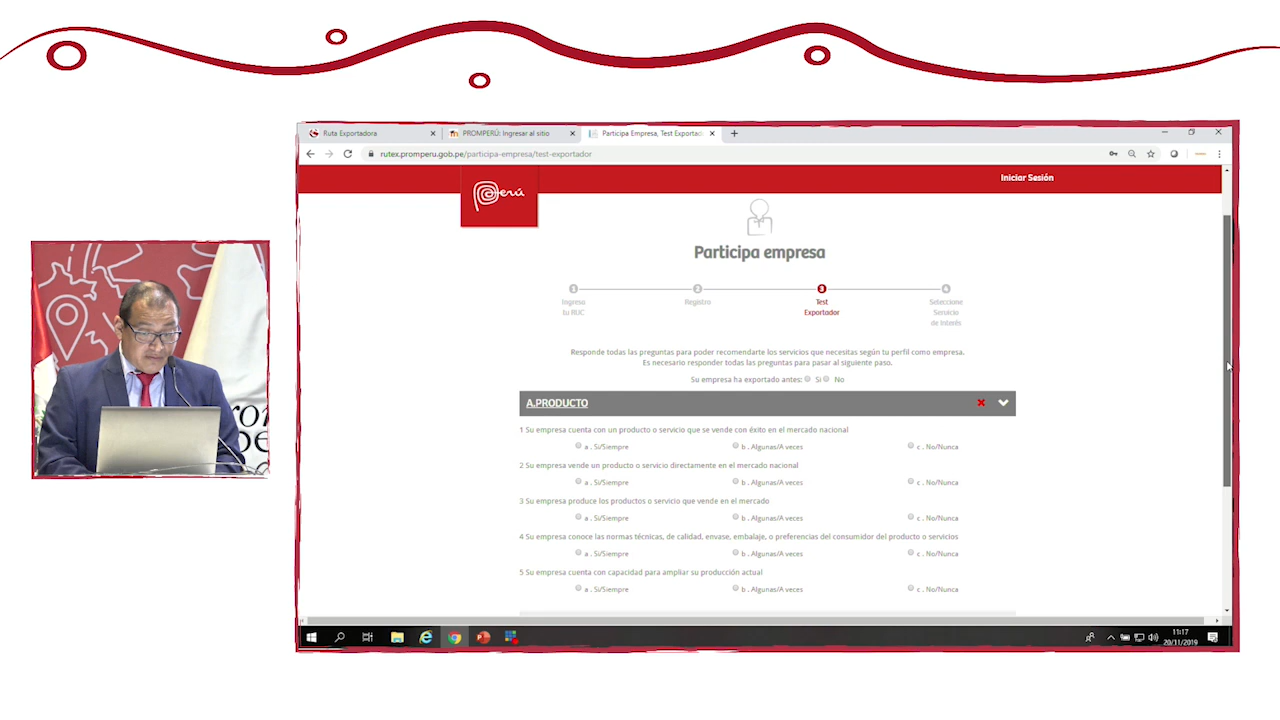 Ruta Exportadora
PROMPERÚ: Ingresar al sitio
Participa Empresa, Test Exportad
rutex.promperu.gob.pe/participa-empresa/test-exportador
Perú
Iniciar Sesión
Participa empresa
1 2 3 4
Ingresa tu RUC
Registro
Test Exportador
Seleccione Servicio de Interés
Responde todas las preguntas para poder recomendarte los servicios que necesitas según tu perfil como empresa.
Es necesario responder todas las preguntas para pasar al siguiente paso.
Su empresa ha exportado antes: Si No
A.PRODUCTO
1 Su empresa cuenta con un producto o servicio que se vende con éxito en el mercado nacional
a . Si/Siempre b . Algunas/A veces c . No/Nunca
2 Su empresa vende un producto o servicio directamente en el mercado nacional
a . Si/Siempre b . Algunas/A veces c . No/Nunca
3 Su empresa produce los productos o servicio que vende en el mercado
a . Si/Siempre b . Algunas/A veces c . No/Nunca
4 Su empresa conoce las normas técnicas, de calidad, envase, embalaje, o preferencias del consumidor del producto o servicios
a . Si/Siempre b . Algunas/A veces c . No/Nunca
5 Su empresa cuenta con capacidad para ampliar su producción actual
a . Si/Siempre b . Algunas/A veces c . No/Nunca
11:17
20/11/2019